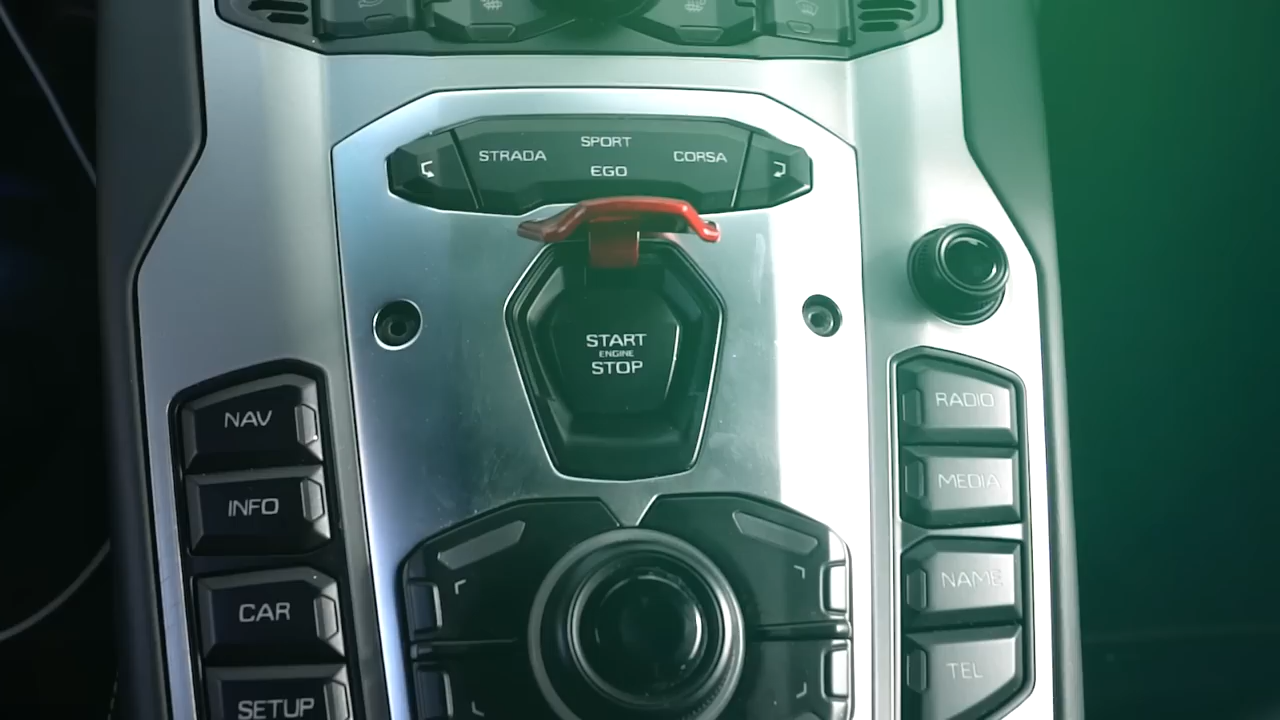 SPORT
STRADA
CORSA
EGO
START
ENGINE
STOP
NAV
INFO
CAR
SETUP
RADIO
MEDIA
NAME
TEL